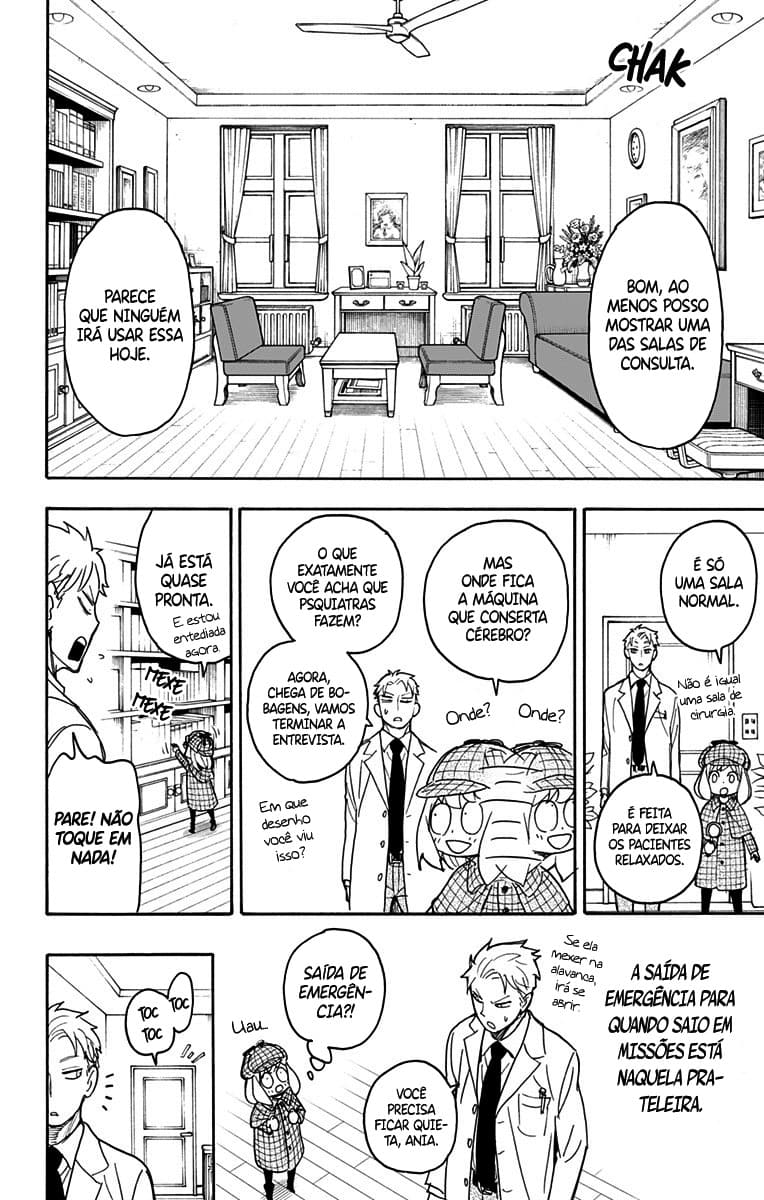 CHAK
BOM, AO
MENOS POSSO
MOSTRAR UMA
DAS SALAS DE
CONSULTA.
PARECE
QUE NINGUÉM
IRÁ USAR ESSA
HOJE.
É SÓ
UMA SALA
NORMAL.
Não é igual
uma sala de
cirurgia.
É FEITA
PARA DEIXAR
OS PACIENTES
RELAXADOS.
MAS
ONDE FICA
A MÁQUINA
QUE CONSERTA
CÉREBRO?
Onde?
Onde?
O QUE
EXATAMENTE
VOCÊ ACHA QUE
PSQUIATRAS
FAZEM?
AGORA,
CHEGA DE BO-
BAGENS, VAMOS
TERMINAR A
ENTREVISTA.
Em que
desenho
você viu
isso?
JÁ ESTÁ
QUASE
PRONTA.
E estou
entediada
agora.
MEXE
MEXE
PARE! NÃO
TOQUE EM
NADA!
A SAÍDA DE
EMERGÊNCIA PARA
QUANDO SAIO EM
MISSÕES ESTÁ
NAQUELA PRA-
TELEIRA.
Se ela
mexer na
alavanca,
irá se
abrir.
SAÍDA DE
EMERGÊN-
CIA?!
Uau.
VOCÊ
PRECISA
FICAR QUIE-
TA, ANIA.
TOC
TOC
TOC